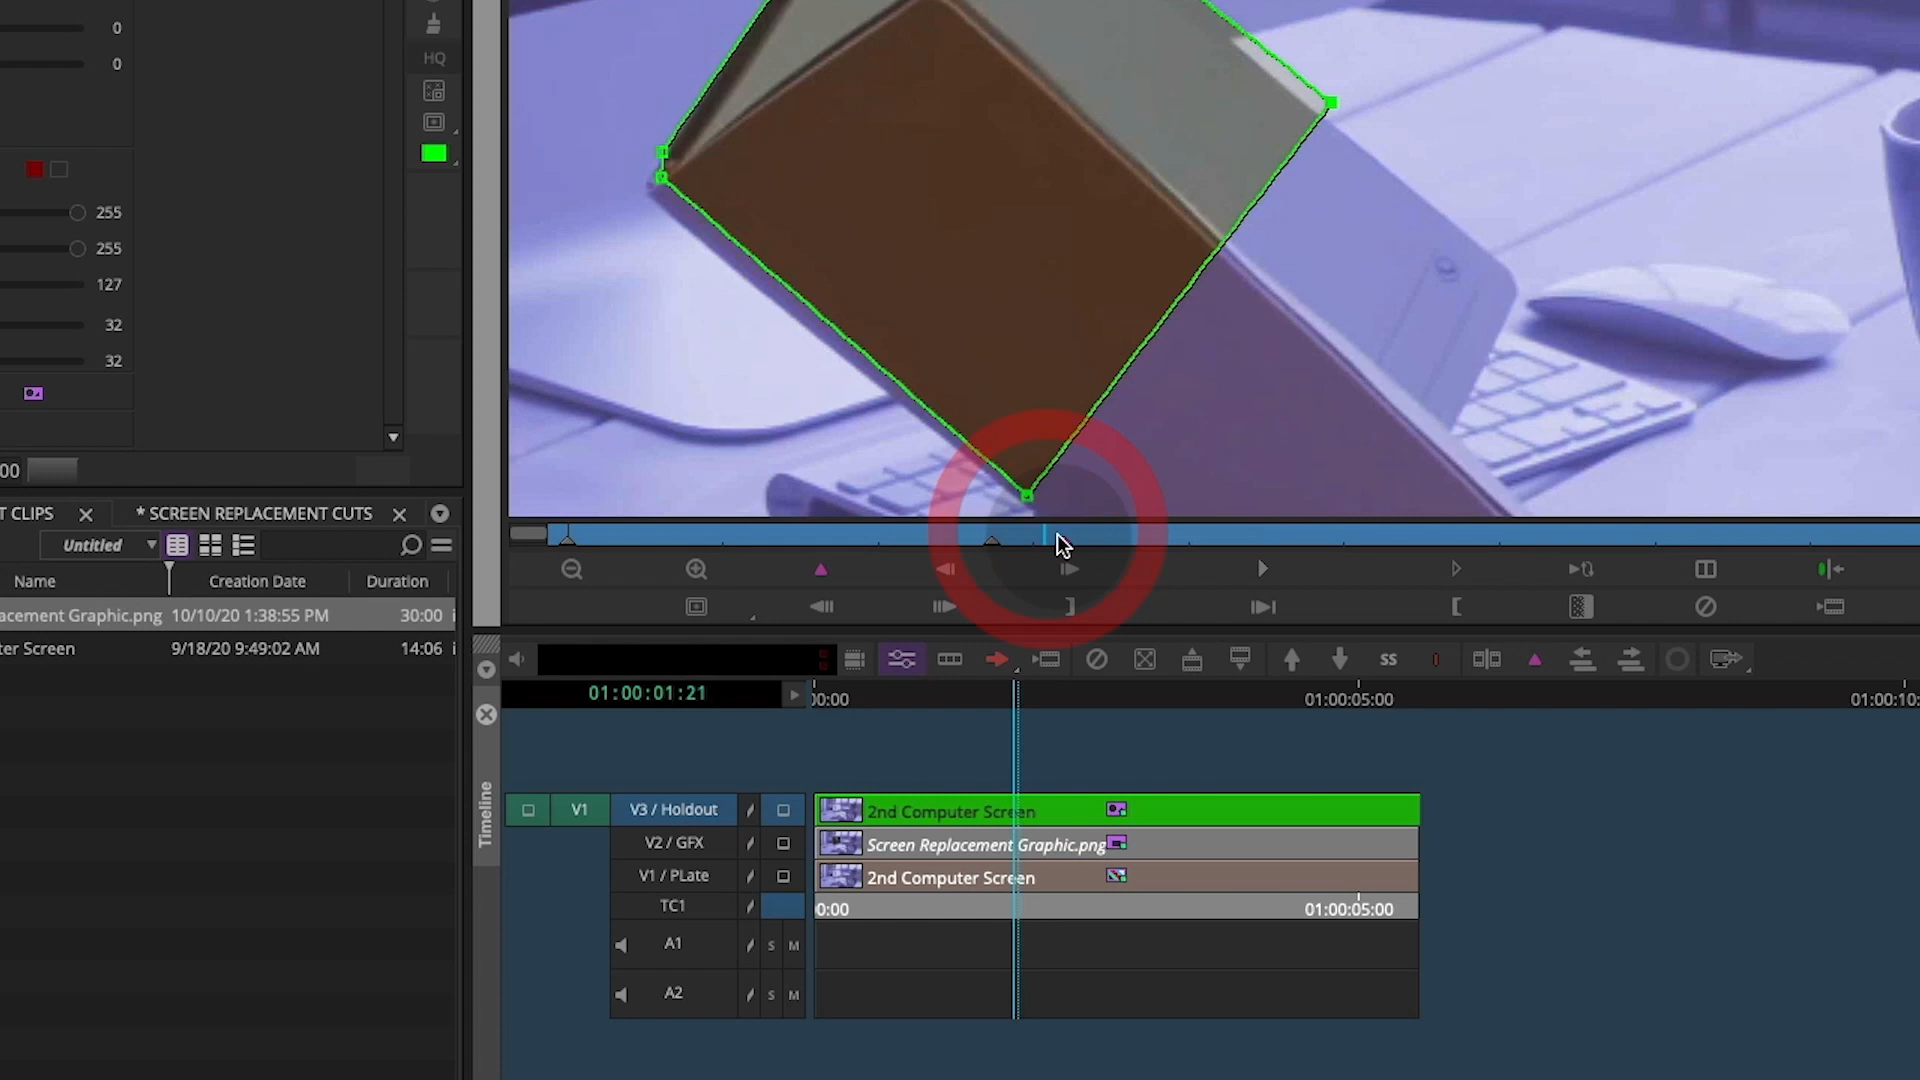 0
0
HQ
255
255
127
32
32
00
T CLIPS
* SCREEN REPLACEMENT CUTS
Untitled
Name Creation Date Duration
acement Graphic.png 10/10/20 1:38:55 PM 30:00 i
ter Screen 9/18/20 9:49:02 AM 14:06 i
SS
01:00:01:21
00:00 01:00:05:00 01:00:10:
Timeline
V1 V3 / Holdout 2nd Computer Screen
V2 / GFX Screen Replacement Graphic.png
V1 / PLate 2nd Computer Screen
TC1 0:00 01:00:05:00
A1 S M
A2 S M